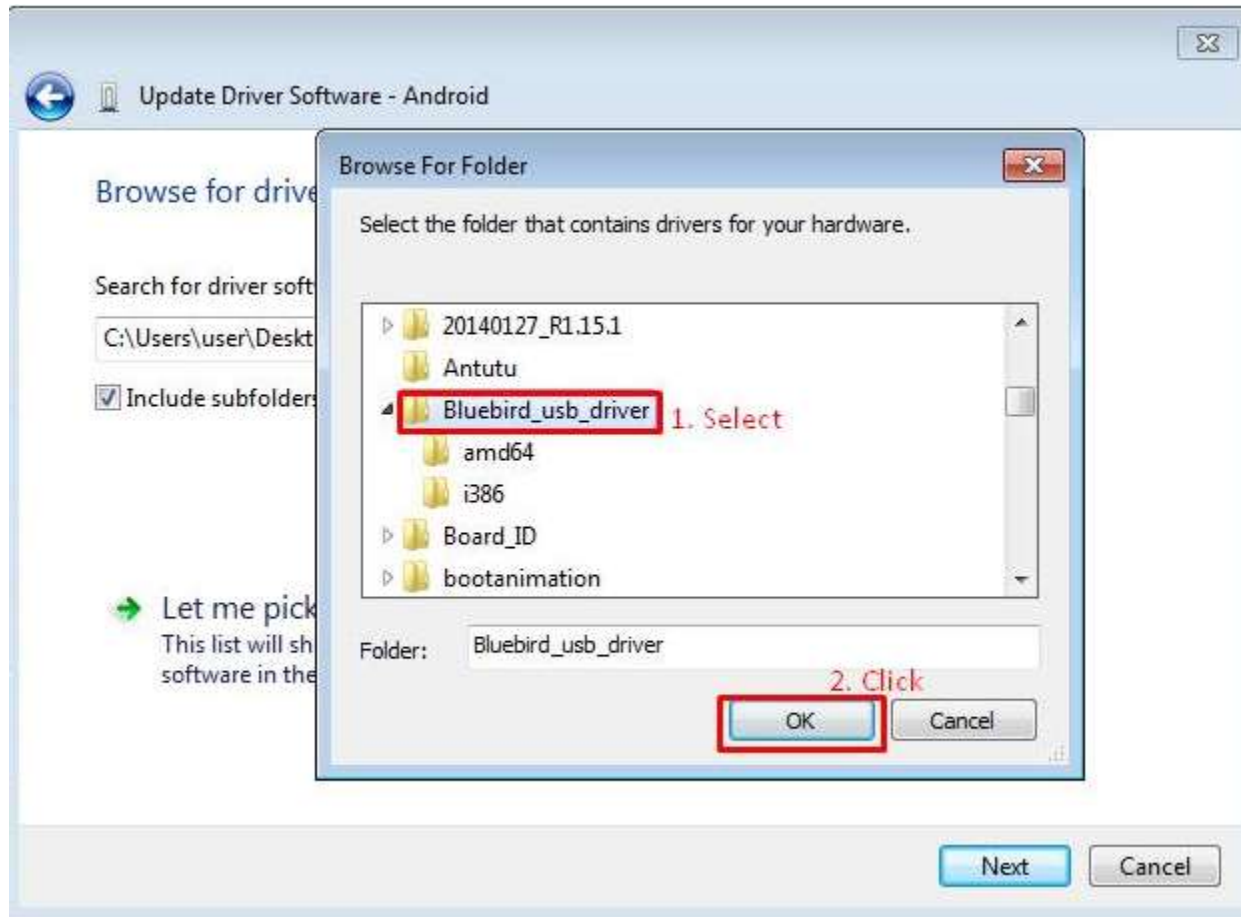 Update Driver Software - Android
Browse For Folder
Browse for drive
Select the folder that contains drivers for your hardware.
Search for driver soft
C:\Users\user\Deskt
Include subfolders
20140127_R1.15.1
Antutu
Bluebird_usb_driver
1. Select
amd64
i386
Board_ID
bootanimation
Let me pick
This list will sh
software in the
Folder: Bluebird_usb_driver
2. Click
OK Cancel
Next Cancel